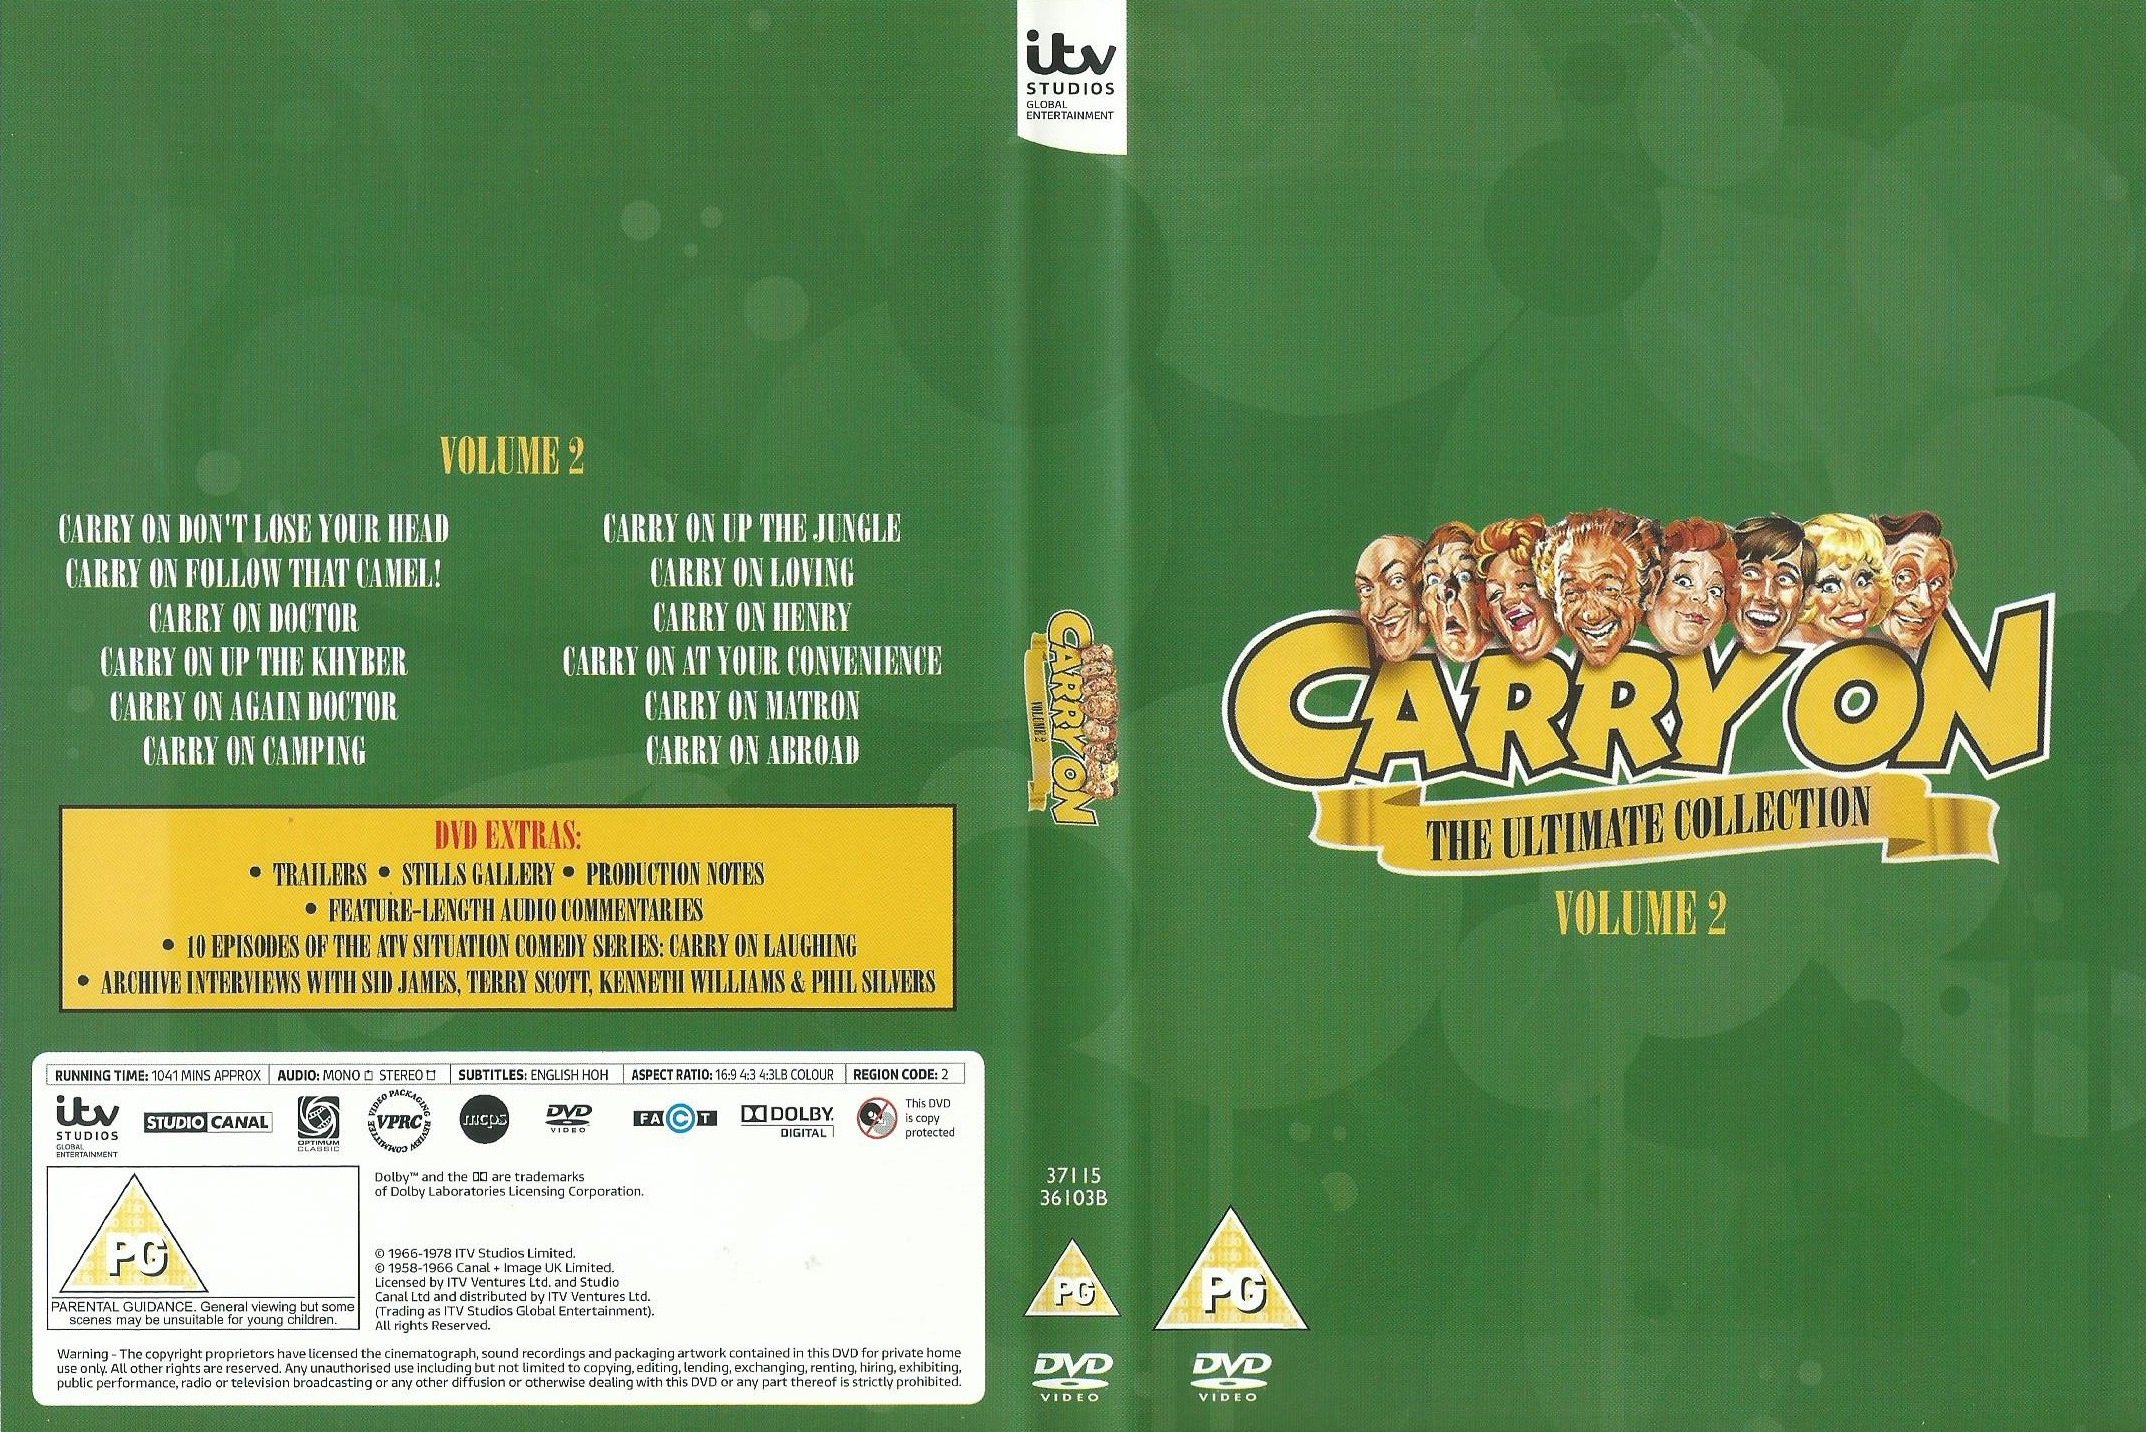 VOLUME 2
CARRY ON DON'T LOSE YOUR HEAD
CARRY ON FOLLOW THAT CAMEL!
CARRY ON DOCTOR
CARRY ON UP THE KHYBER
CARRY ON AGAIN DOCTOR
CARRY ON CAMPING
CARRY ON UP THE JUNGLE
CARRY ON LOVING
CARRY ON HENRY
CARRY ON AT YOUR CONVENIENCE
CARRY ON MATRON
CARRY ON ABROAD
DVD EXTRAS:
• TRAILERS • STILLS GALLERY • PRODUCTION NOTES
• FEATURE-LENGTH AUDIO COMMENTARIES
• 10 EPISODES OF THE ATV SITUATION COMEDY SERIES: CARRY ON LAUGHING
• ARCHIVE INTERVIEWS WITH SID JAMES, TERRY SCOTT, KENNETH WILLIAMS & PHIL SILVERS
RUNNING TIME: 1041 MINS APPROX
AUDIO: MONO STEREO
SUBTITLES: ENGLISH HOH
ASPECT RATIO: 16:9 4:3 4:3LB COLOUR
REGION CODE: 2
itv
STUDIOS
GLOBAL
ENTERTAINMENT
STUDIO CANAL
OPTIMUM
CLASSIC
VIDEO PACKAGING REVIEW COMMITTEE
VPRC
mcps
DVD
VIDEO
FACT
DOLBY
DIGITAL
This DVD
is copy
protected
PG
PARENTAL GUIDANCE. General viewing but some
scenes may be unsuitable for young children.
Dolby™ and the are trademarks
of Dolby Laboratories Licensing Corporation.
© 1966-1978 ITV Studios Limited.
© 1958-1966 Canal + Image UK Limited.
Licensed by ITV Ventures Ltd. and Studio
Canal Ltd and distributed by ITV Ventures Ltd.
(Trading as ITV Studios Global Entertainment).
All rights Reserved.
Warning - The copyright proprietors have licensed the cinematograph, sound recordings and packaging artwork contained in this DVD for private home
use only. All other rights are reserved. Any unauthorised use including but not limited to copying, editing, lending, exchanging, renting, hiring, exhibiting,
public performance, radio or television broadcasting or any other diffusion or otherwise dealing with this DVD or any part thereof is strictly prohibited.
itv
STUDIOS
GLOBAL
ENTERTAINMENT
CARRY ON
VOLUME 2
37115
36103B
PG
DVD
VIDEO
CARRY ON
THE ULTIMATE COLLECTION
VOLUME 2
PG
DVD
VIDEO